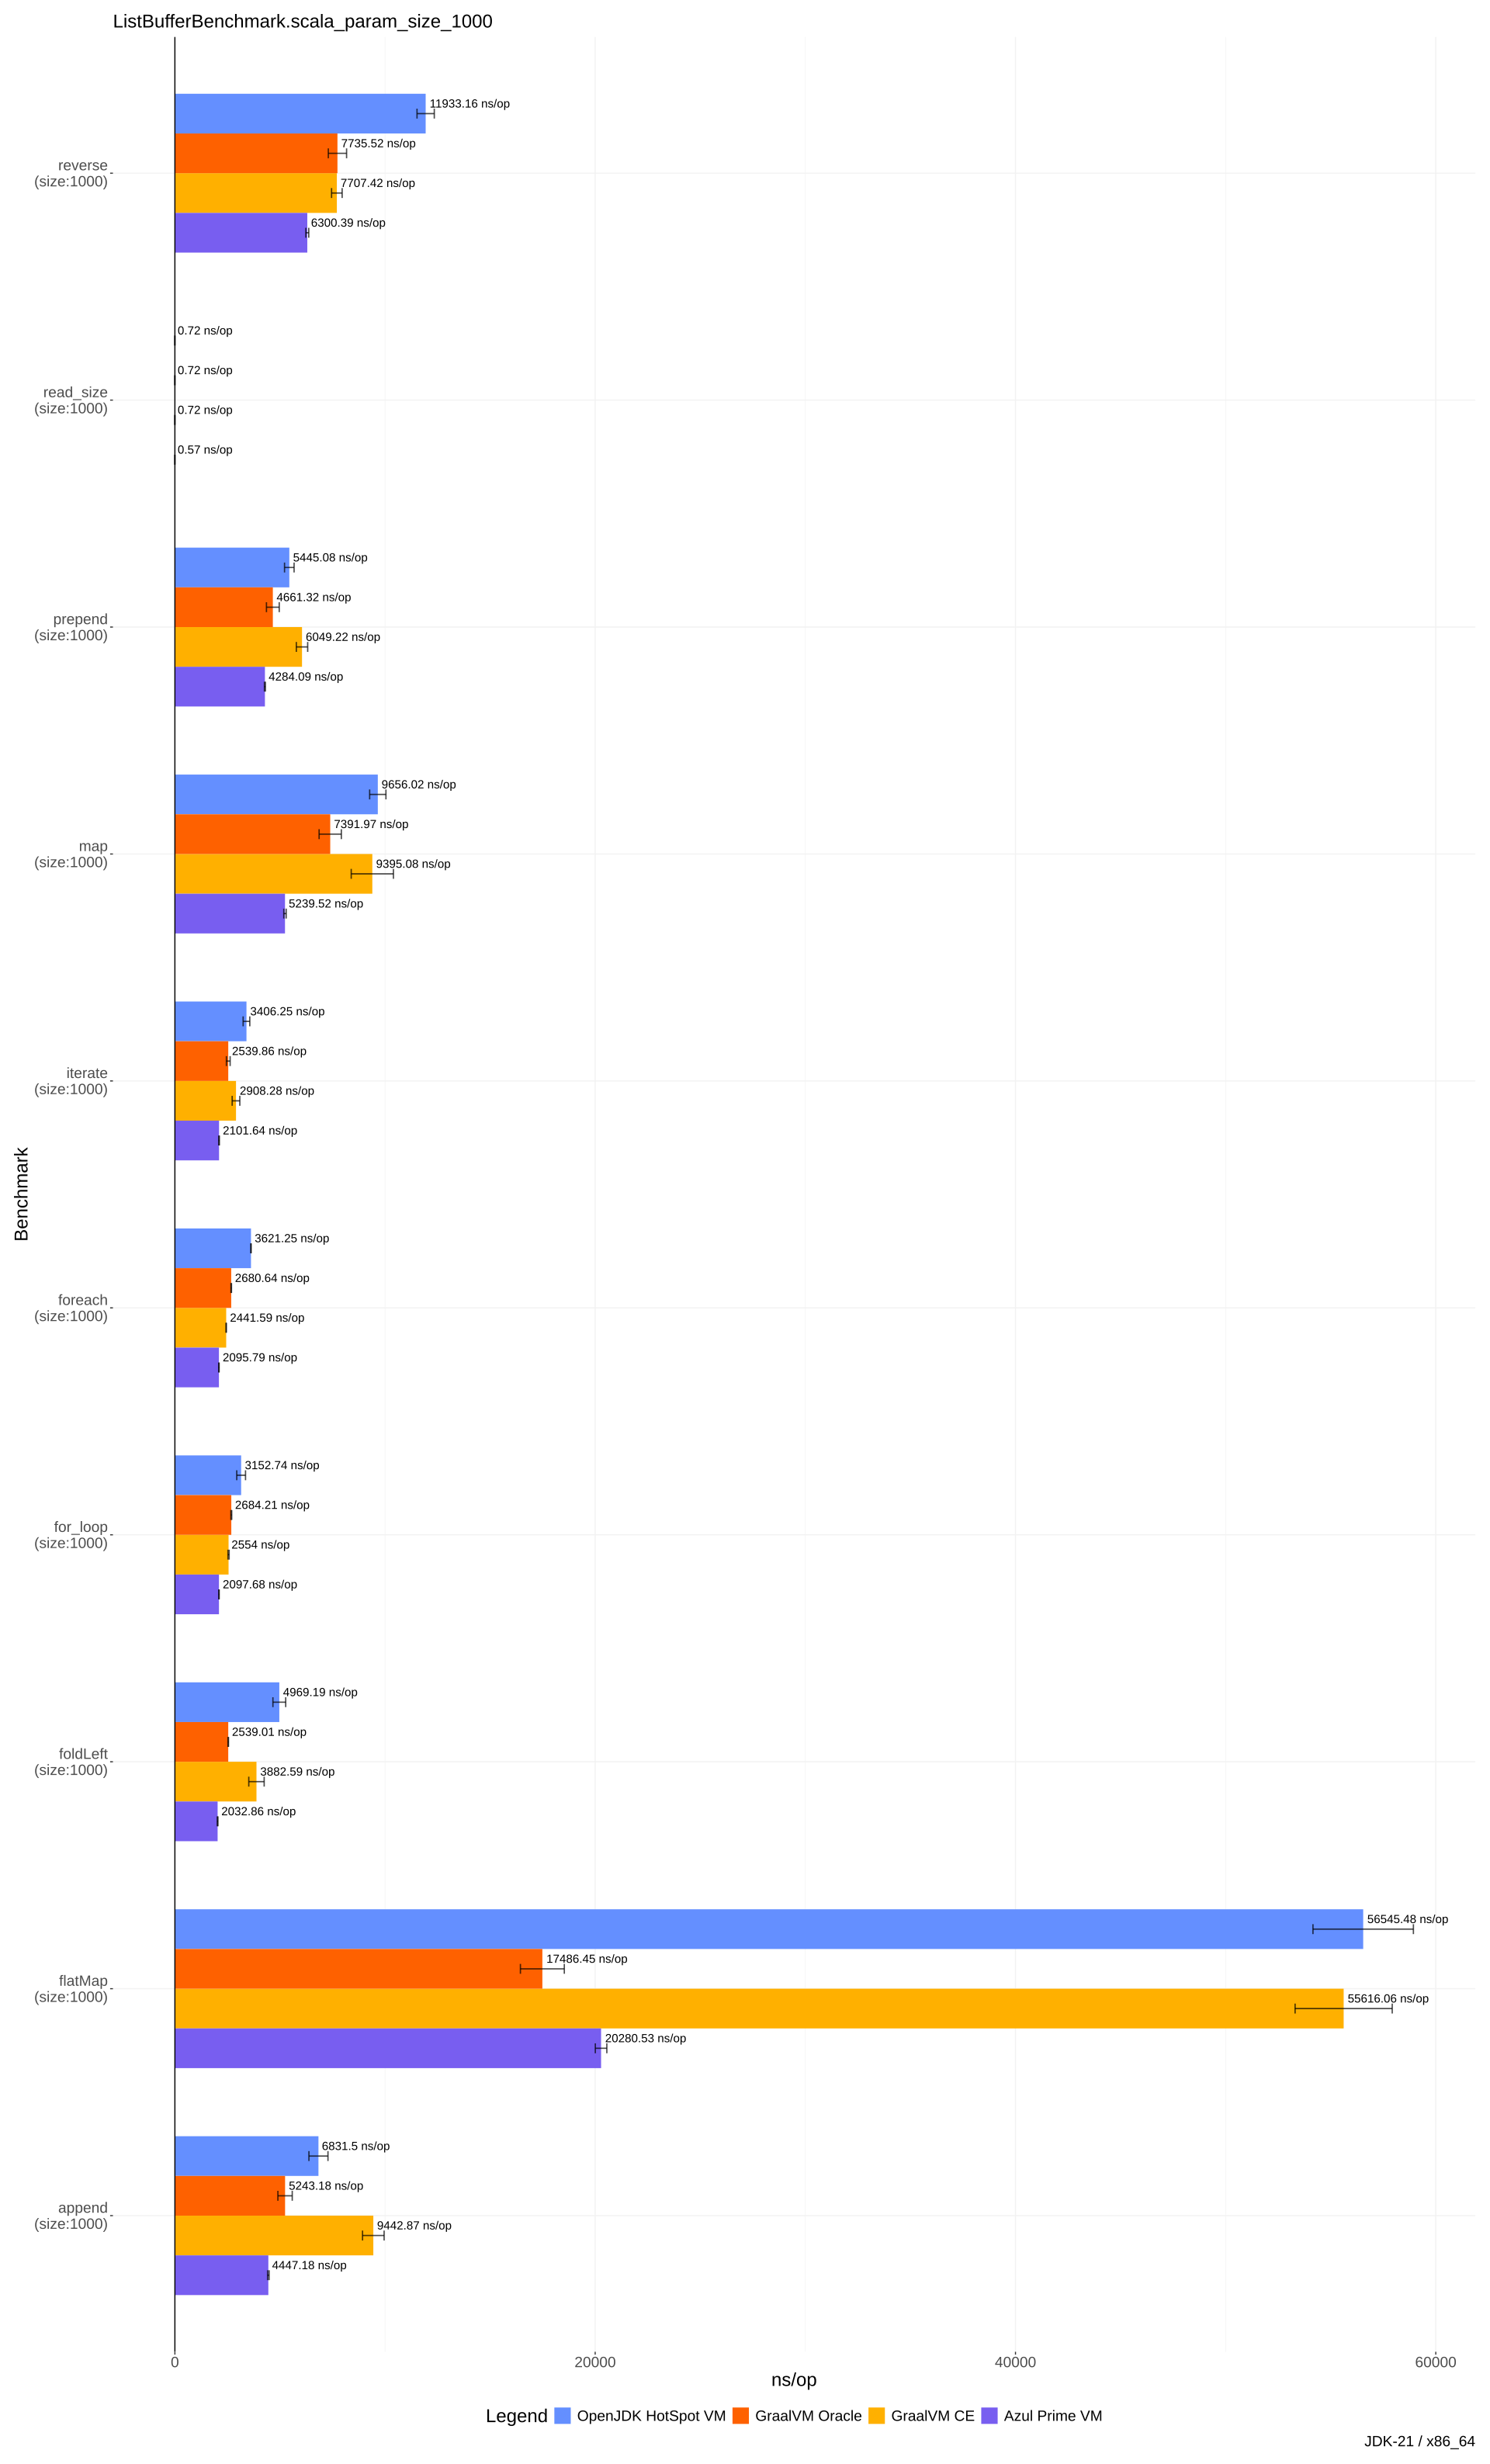 ListBufferBenchmark.scala_param_size_1000
reverse
(size:1000)
11933.16 ns/op
7735.52 ns/op
7707.42 ns/op
6300.39 ns/op
read_size
(size:1000)
0.72 ns/op
0.72 ns/op
0.72 ns/op
0.57 ns/op
prepend
(size:1000)
5445.08 ns/op
4661.32 ns/op
6049.22 ns/op
4284.09 ns/op
map
(size:1000)
9656.02 ns/op
7391.97 ns/op
9395.08 ns/op
5239.52 ns/op
iterate
(size:1000)
3406.25 ns/op
2539.86 ns/op
2908.28 ns/op
2101.64 ns/op
Benchmark
foreach
(size:1000)
3621.25 ns/op
2680.64 ns/op
2441.59 ns/op
2095.79 ns/op
for_loop
(size:1000)
3152.74 ns/op
2684.21 ns/op
2554 ns/op
2097.68 ns/op
foldLeft
(size:1000)
4969.19 ns/op
2539.01 ns/op
3882.59 ns/op
2032.86 ns/op
flatMap
(size:1000)
56545.48 ns/op
17486.45 ns/op
55616.06 ns/op
20280.53 ns/op
append
(size:1000)
6831.5 ns/op
5243.18 ns/op
9442.87 ns/op
4447.18 ns/op
0 20000 40000 60000
ns/op
Legend OpenJDK HotSpot VM GraalVM Oracle GraalVM CE Azul Prime VM
JDK-21 / x86_64